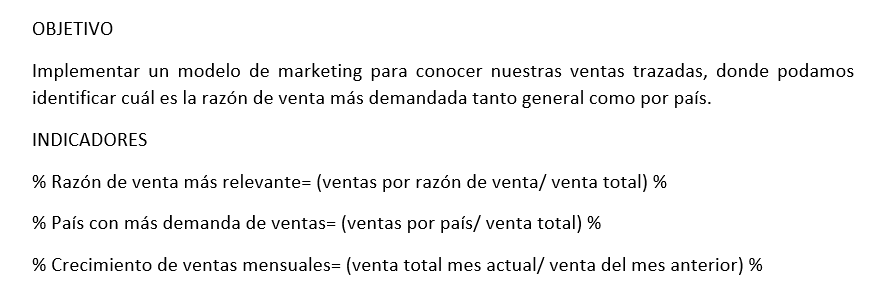 OBJETIVO
Implementar un modelo de marketing para conocer nuestras ventas trazadas, donde podamos
identificar cuál es la razón de venta más demandada tanto general como por país.
INDICADORES
% Razón de venta más relevante= (ventas por razón de venta/ venta total) %
% País con más demanda de ventas= (ventas por país/ venta total) %
% Crecimiento de ventas mensuales= (venta total mes actual/ venta del mes anterior) %